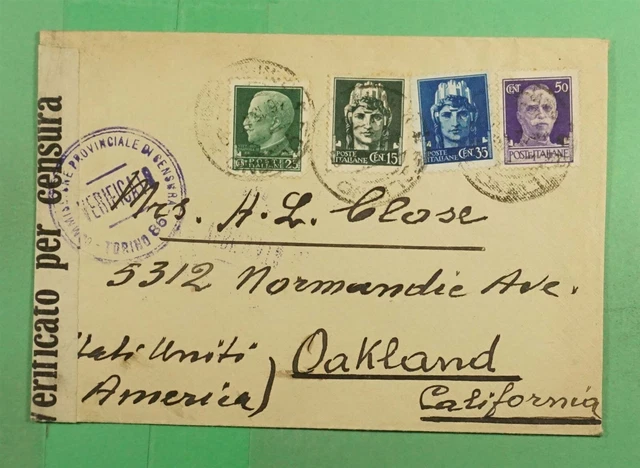 Verificato per censura
COMMISSIONE PROVINCIALE DI CENSURA
VERIFICATO
TORINO 86
POSTE ITALIANE CENT 15
POSTE ITALIANE CENT 35
CENT 50
POSTE ITALIANE
Mrs. H. L. Close
5312 Normandie Ave.
Oakland
California
Stati Uniti
America)